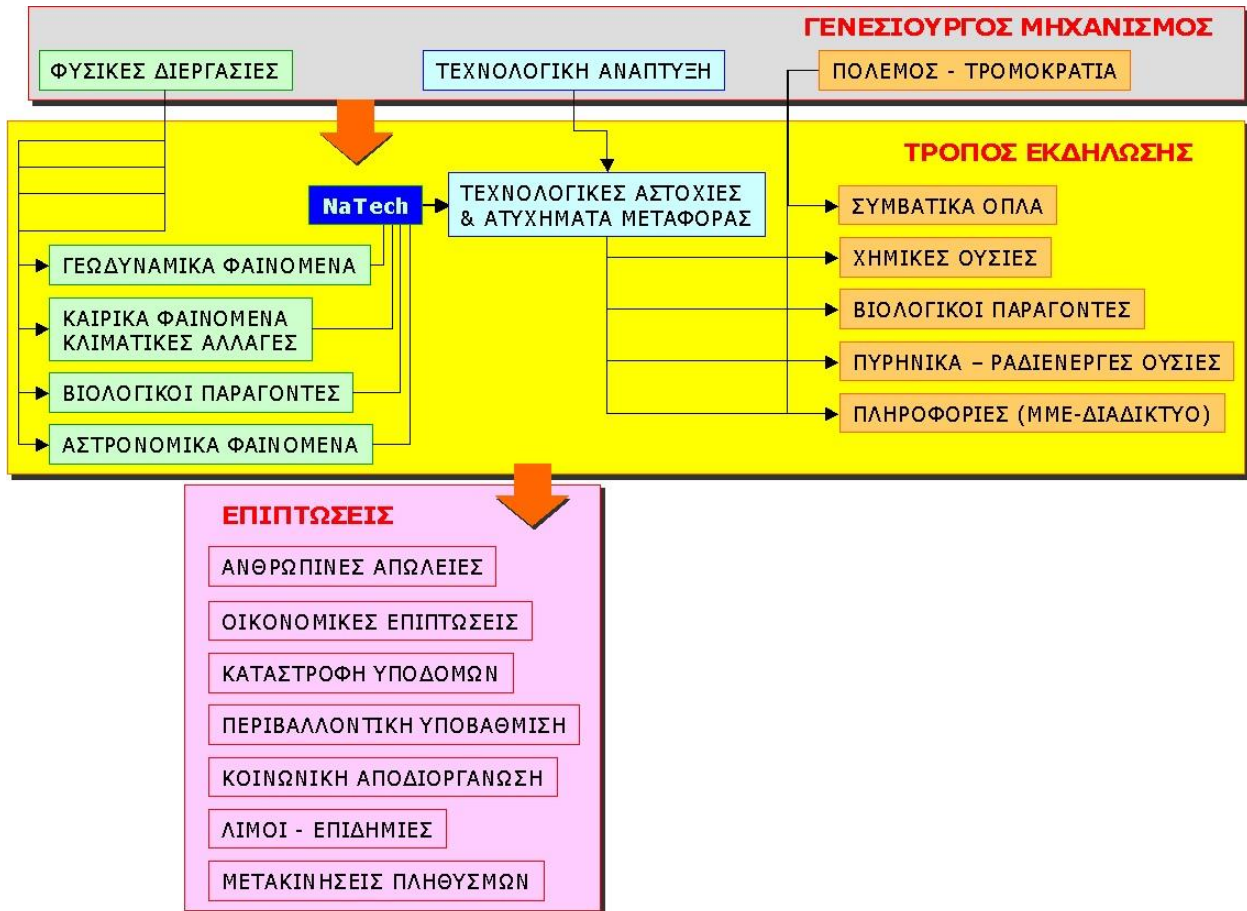 ΓΕΝΕΣΙΟΥΡΓΟΣ ΜΗΧΑΝΙΣΜΟΣ
ΦΥΣΙΚΕΣ ΔΙΕΡΓΑΣΙΕΣ
ΤΕΧΝΟΛΟΓΙΚΗ ΑΝΑΠΤΥΞΗ
ΠΟΛΕΜΟΣ - ΤΡΟΜΟΚΡΑΤΙΑ
ΤΡΟΠΟΣ ΕΚΔΗΛΩΣΗΣ
NaTech
ΤΕΧΝΟΛΟΓΙΚΕΣ ΑΣΤΟΧΙΕΣ
& ΑΤΥΧΗΜΑΤΑ ΜΕΤΑΦΟΡΑΣ
ΓΕΩΔΥΝΑΜΙΚΑ ΦΑΙΝΟΜΕΝΑ
ΚΑΙΡΙΚΑ ΦΑΙΝΟΜΕΝΑ
ΚΛΙΜΑΤΙΚΕΣ ΑΛΛΑΓΕΣ
ΒΙΟΛΟΓΙΚΟΙ ΠΑΡΑΓΟΝΤΕΣ
ΑΣΤΡΟΝΟΜΙΚΑ ΦΑΙΝΟΜΕΝΑ
ΣΥΜΒΑΤΙΚΑ ΟΠΛΑ
ΧΗΜΙΚΕΣ ΟΥΣΙΕΣ
ΒΙΟΛΟΓΙΚΟΙ ΠΑΡΑΓΟΝΤΕΣ
ΠΥΡΗΝΙΚΑ – ΡΑΔΙΕΝΕΡΓΕΣ ΟΥΣΙΕΣ
ΠΛΗΡΟΦΟΡΙΕΣ (ΜΜΕ-ΔΙΑΔΙΚΤΥΟ)
ΕΠΙΠΤΩΣΕΙΣ
ΑΝΘΡΩΠΙΝΕΣ ΑΠΩΛΕΙΕΣ
ΟΙΚΟΝΟΜΙΚΕΣ ΕΠΙΠΤΩΣΕΙΣ
ΚΑΤΑΣΤΡΟΦΗ ΥΠΟΔΟΜΩΝ
ΠΕΡΙΒΑΛΛΟΝΤΙΚΗ ΥΠΟΒΑΘΜΙΣΗ
ΚΟΙΝΩΝΙΚΗ ΑΠΟΔΙΟΡΓΑΝΩΣΗ
ΛΙΜΟΙ - ΕΠΙΔΗΜΙΕΣ
ΜΕΤΑΚΙΝΗΣΕΙΣ ΠΛΗΘΥΣΜΩΝ